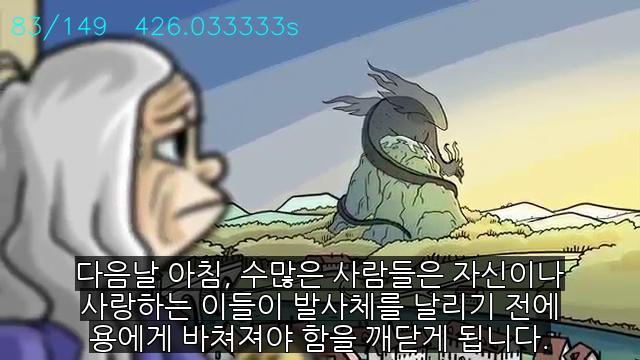 83/149 426.033333s
다음날 아침, 수많은 사람들은 자신이나
사랑하는 이들이 발사체를 날리기 전에
용에게 바쳐져야 함을 깨닫게 됩니다.